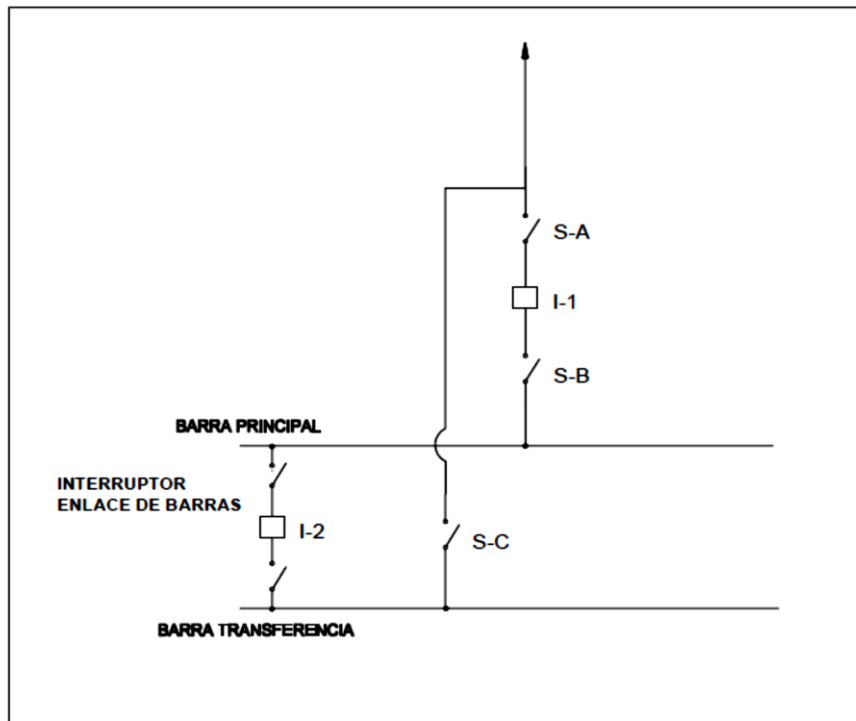 S-A
I-1
S-B
BARRA PRINCIPAL
INTERRUPTOR
ENLACE DE BARRAS
I-2
S-C
BARRA TRANSFERENCIA